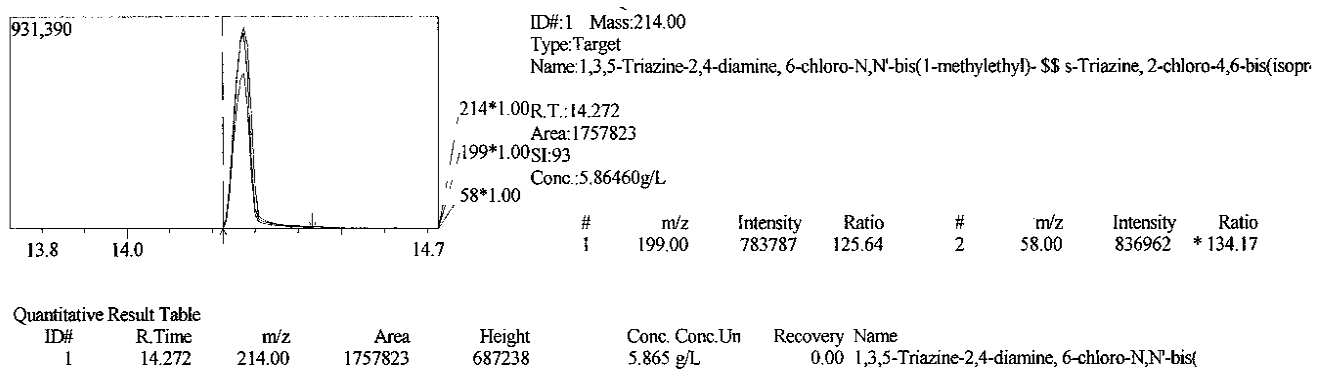 931,390
ID#:1 Mass:214.00
Type:Target
Name:1,3,5-Triazine-2,4-diamine, 6-chloro-N,N'-bis(1-methylethyl)- $$ s-Triazine, 2-chloro-4,6-bis(isopr
214*1.00
R.T.:14.272
Area:1757823
199*1.00
SI:93
Conc.:5.86460g/L
58*1.00
# m/z Intensity Ratio # m/z Intensity Ratio
1 199.00 783787 125.64 2 58.00 836962 * 134.17
13.8 14.0 14.7
Quantitative Result Table
ID# R.Time m/z Area Height Conc. Conc.Un Recovery Name
1 14.272 214.00 1757823 687238 5.865 g/L 0.00 1,3,5-Triazine-2,4-diamine, 6-chloro-N,N'-bis(